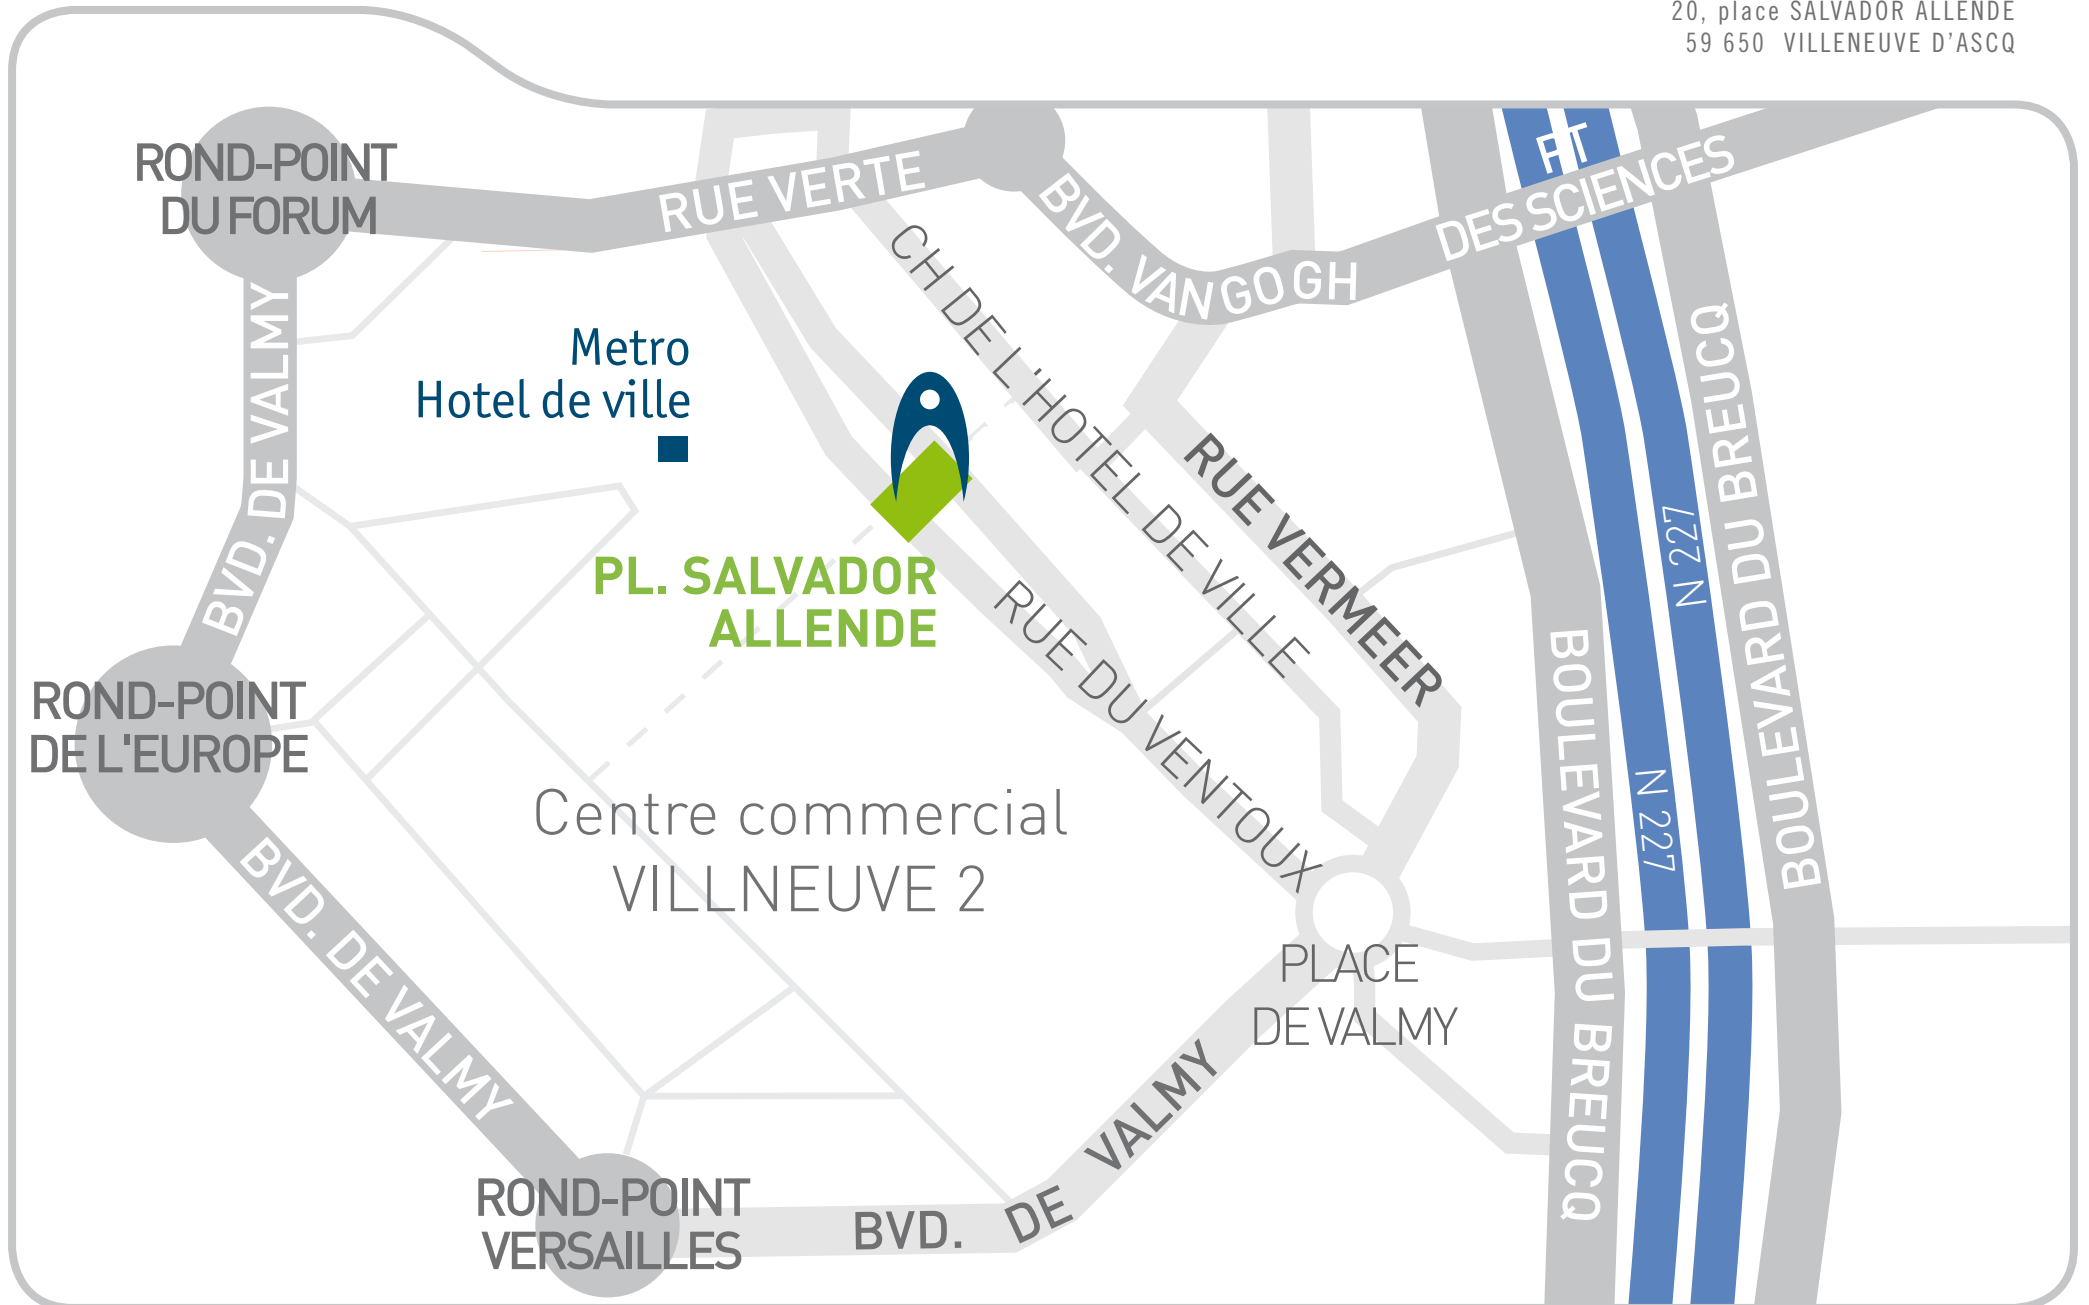 20, place SALVADOR ALLENDE
59 650 VILLENEUVE D'ASCQ
ROND-POINT
DU FORUM
RUE VERTE
BVD. VAN GOGH
DES SCIENCES
CH DE L'HOTEL DE VILLE
BVD. DE VALMY
Metro
Hotel de ville
RUE VERMEER
N 227
BOULEVARD DU BREUCQ
PL. SALVADOR
ALLENDE
RUE DU VENTOUX
ROND-POINT
DE L'EUROPE
BOULEVARD DU BREUCQ
N 227
Centre commercial
VILLNEUVE 2
BVD. DE VALMY
PLACE
DE VALMY
ROND-POINT
VERSAILLES
BVD. DE VALMY